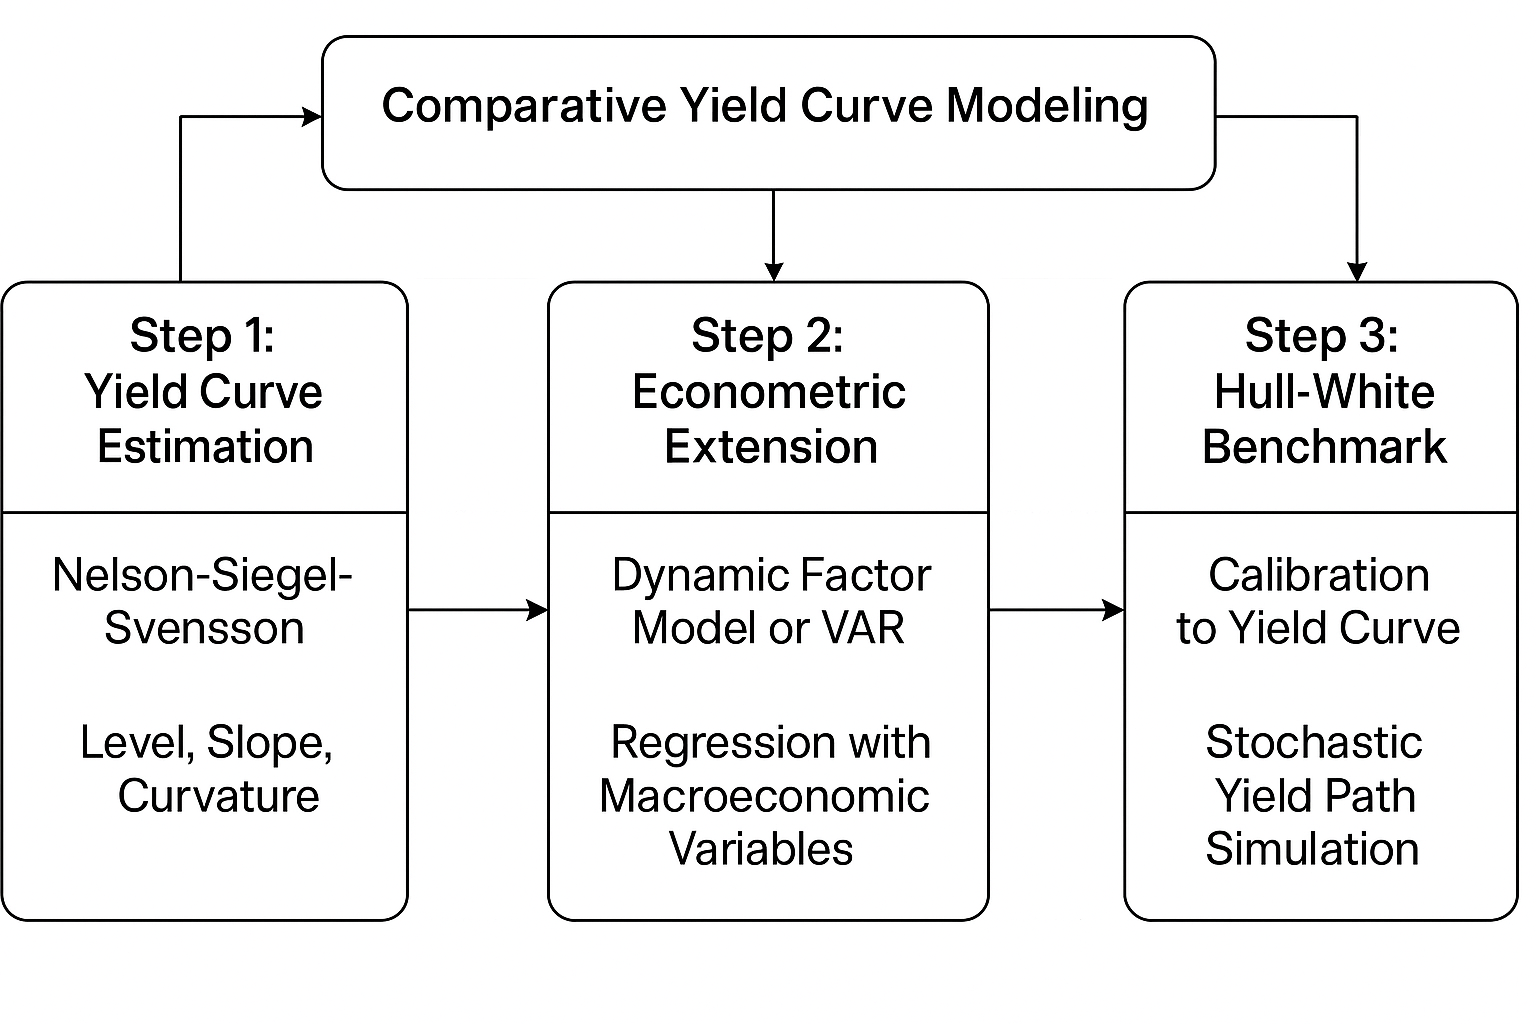 Comparative Yield Curve Modeling
Step 1:
Yield Curve
Estimation
Nelson-Siegel-
Svensson
Level, Slope,
Curvature
Step 2:
Econometric
Extension
Dynamic Factor
Model or VAR
Regression with
Macroeconomic
Variables
Step 3:
Hull-White
Benchmark
Calibration
to Yield Curve
Stochastic
Yield Path
Simulation